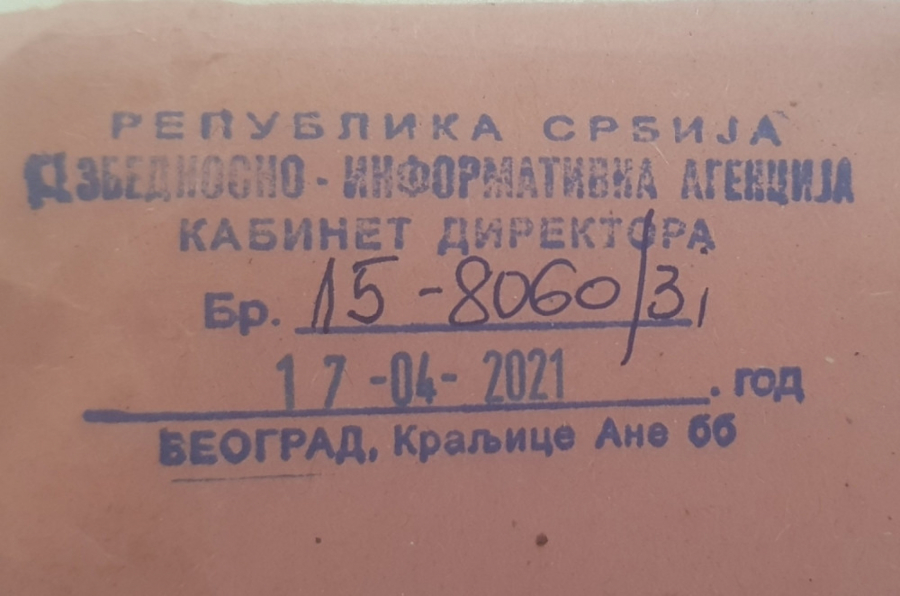 РЕПУБЛИКА СРБИЈА
БЕЗБЕДНОСНО - ИНФОРМАТИВНА АГЕНЦИЈА
КАБИНЕТ ДИРЕКТОРА
Бр. 15-8060/3,
17-04-2021. год
БЕОГРАД, Краљице Ане бб